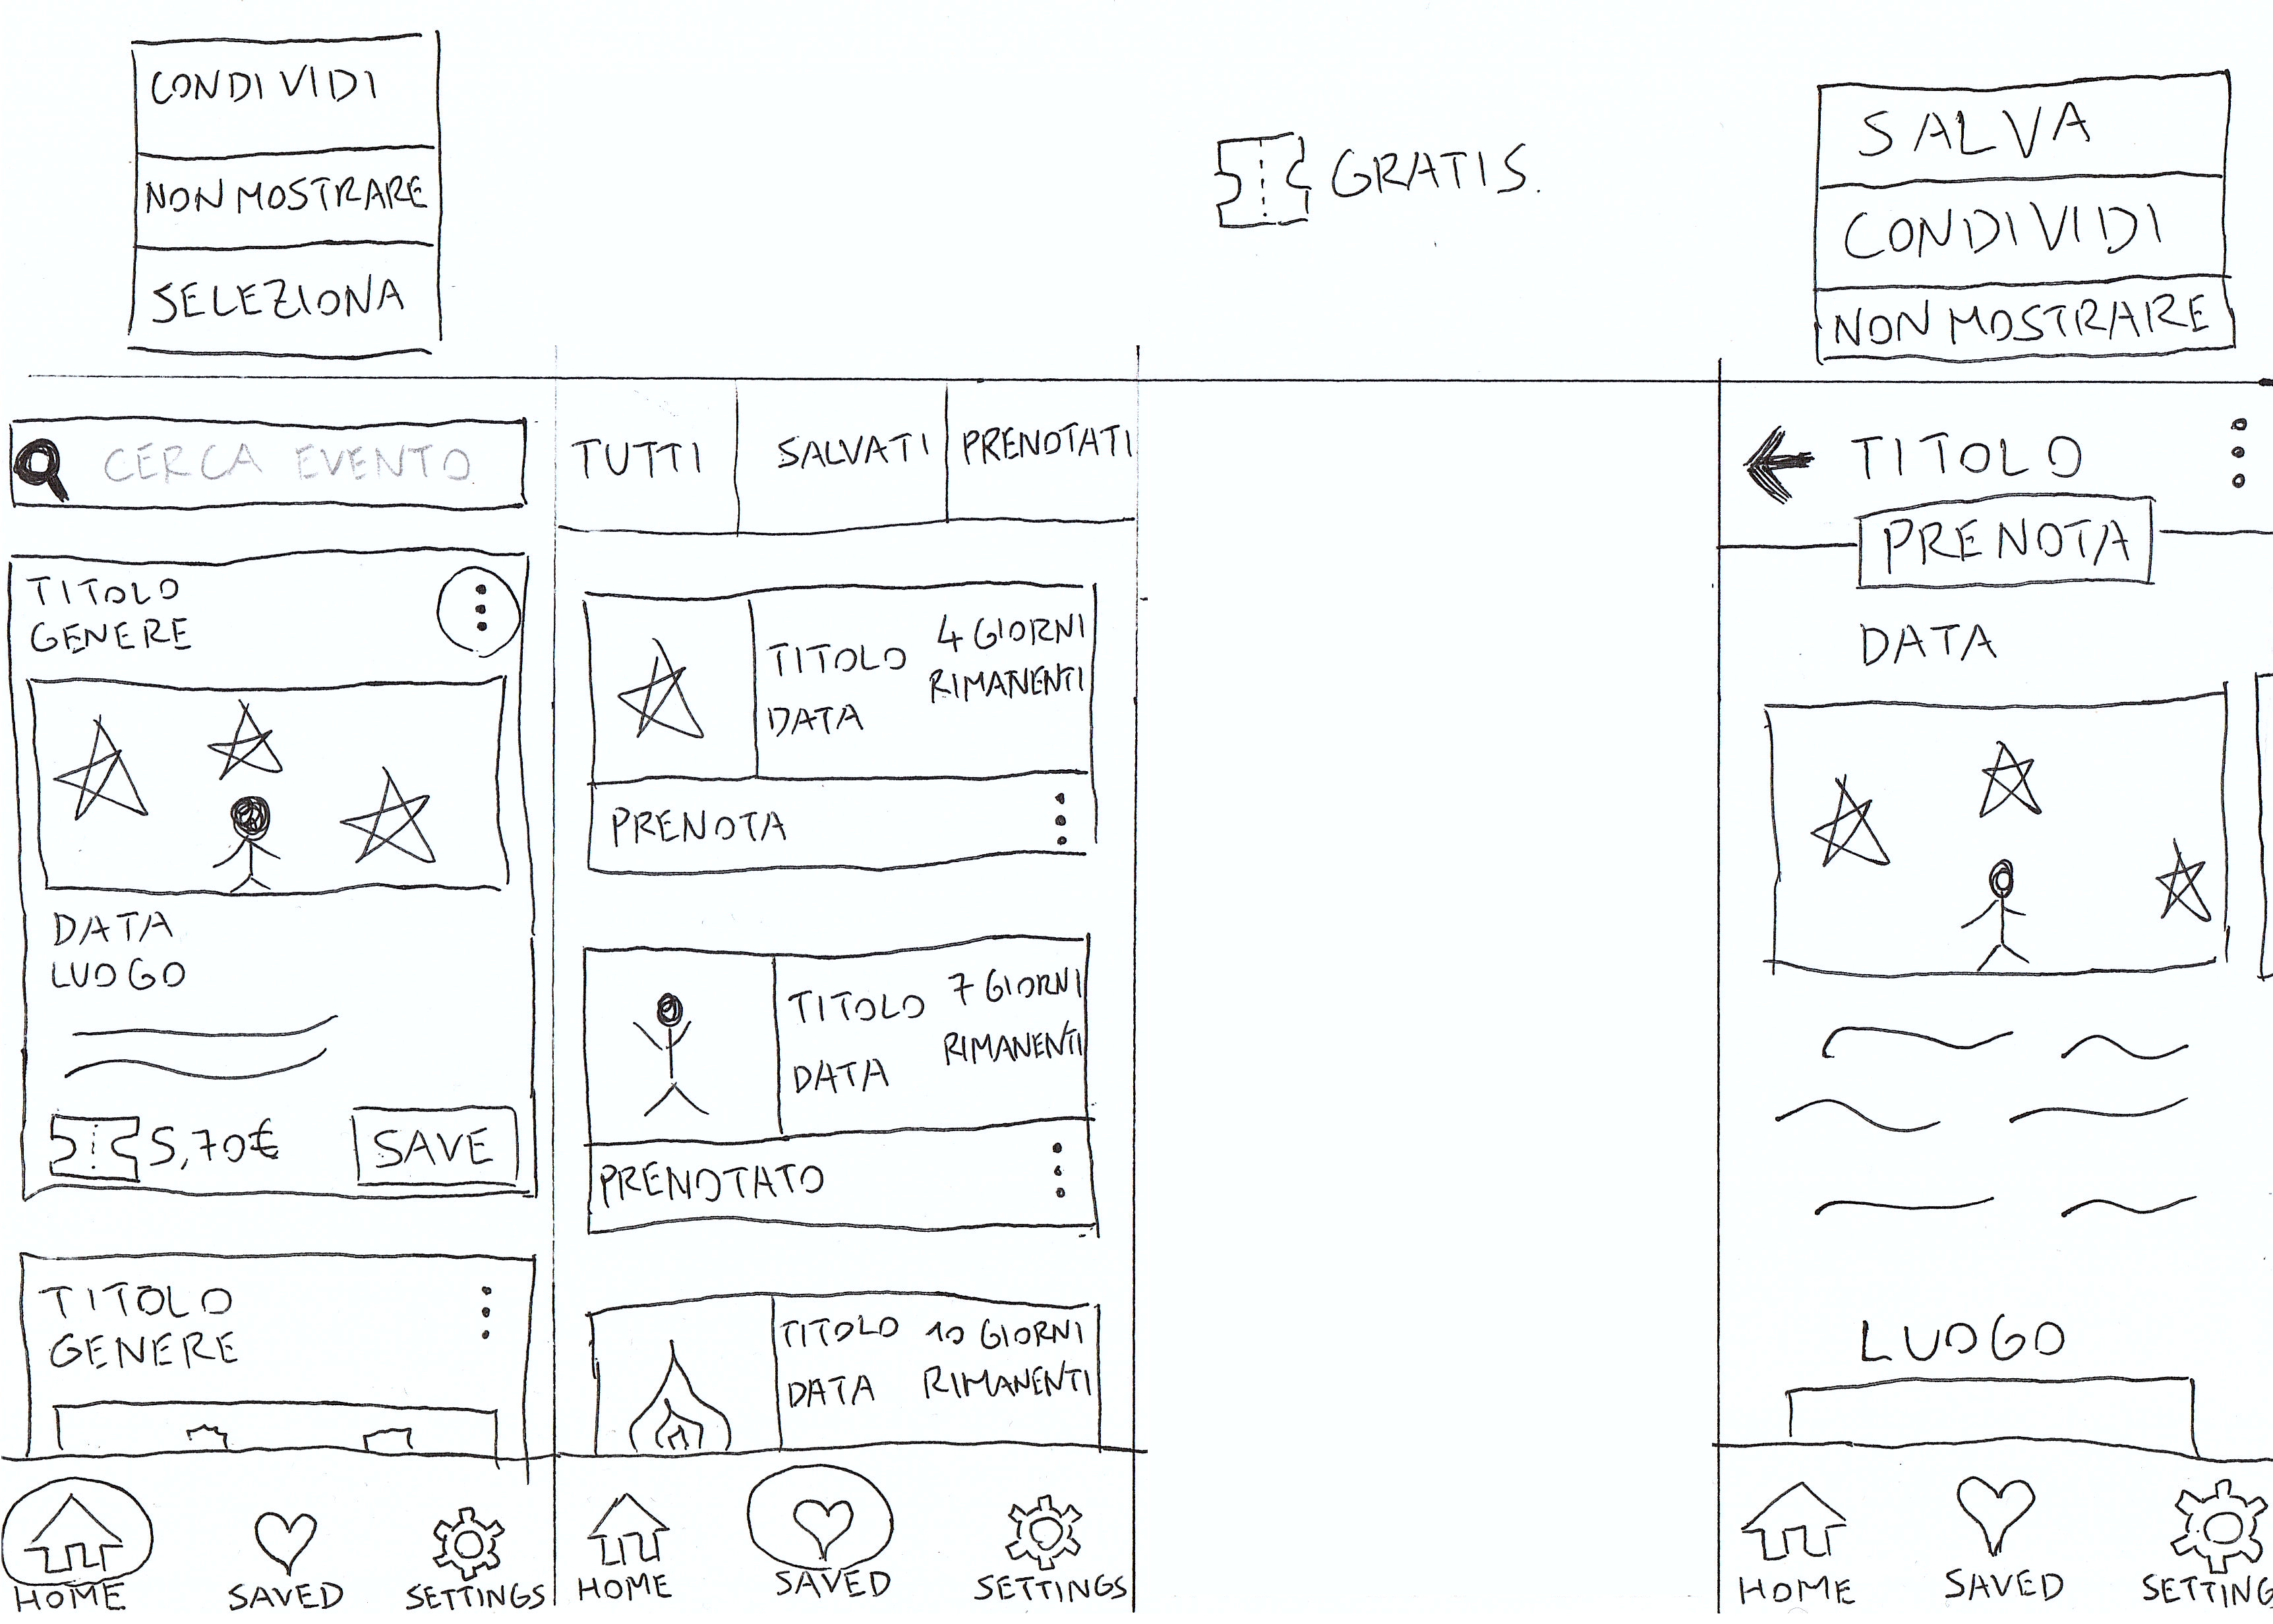 CONDIVIDI
NON MOSTRARE
SELEZIONA
GRATIS.
SALVA
CONDIVIDI
NON MOSTRARE
CERCA EVENTO
TITOLO
GENERE
DATA
LUOGO
5,70€
SAVE
TITOLO
GENERE
HOME
SAVED
SETTINGS
TUTTI
SALVATI
PRENOTATI
TITOLO
DATA
4 GIORNI
RIMANENTI
PRENOTA
TITOLO
DATA
7 GIORNI
RIMANENTI
PRENOTATO
TITOLO
DATA
10 GIORNI
RIMANENTI
HOME
SAVED
SETTINGS
TITOLO
PRENOTA
DATA
LUOGO
HOME
SAVED
SETTING